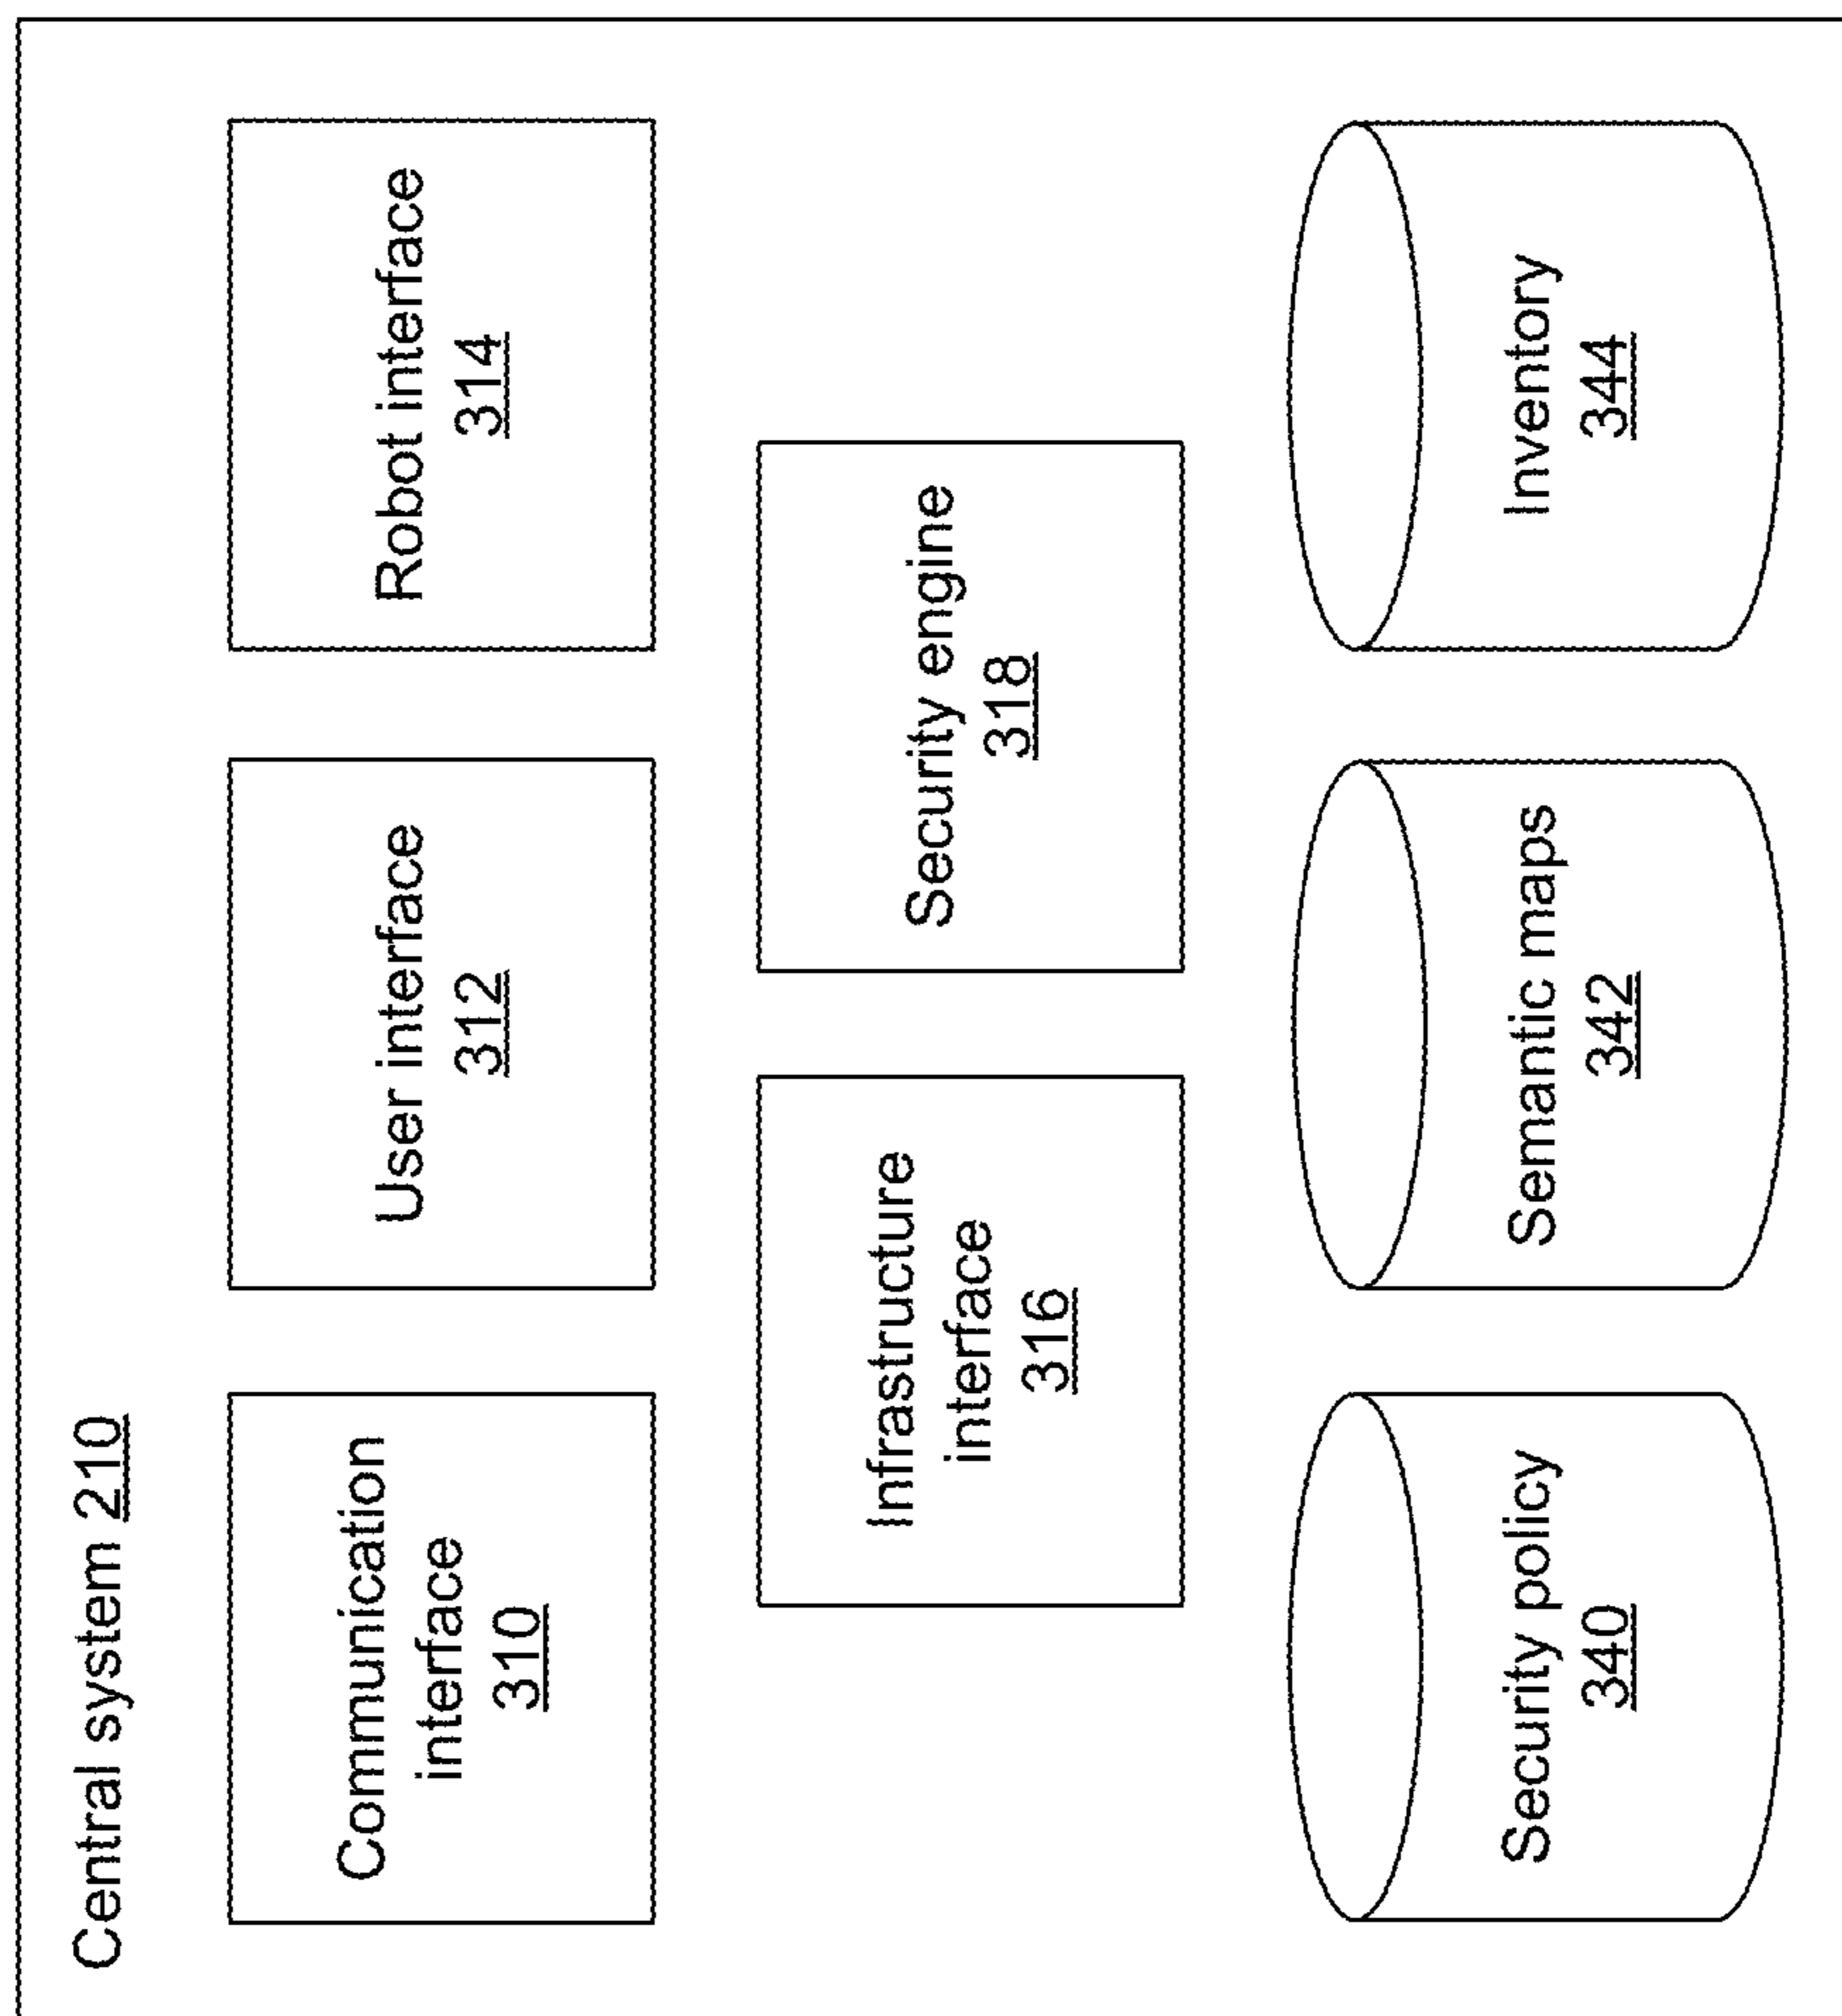 Central system 210
Communication
interface
310
User interface
312
Robot interface
314
Infrastructure
interface
316
Security engine
318
Security policy
340
Semantic maps
342
Inventory
344